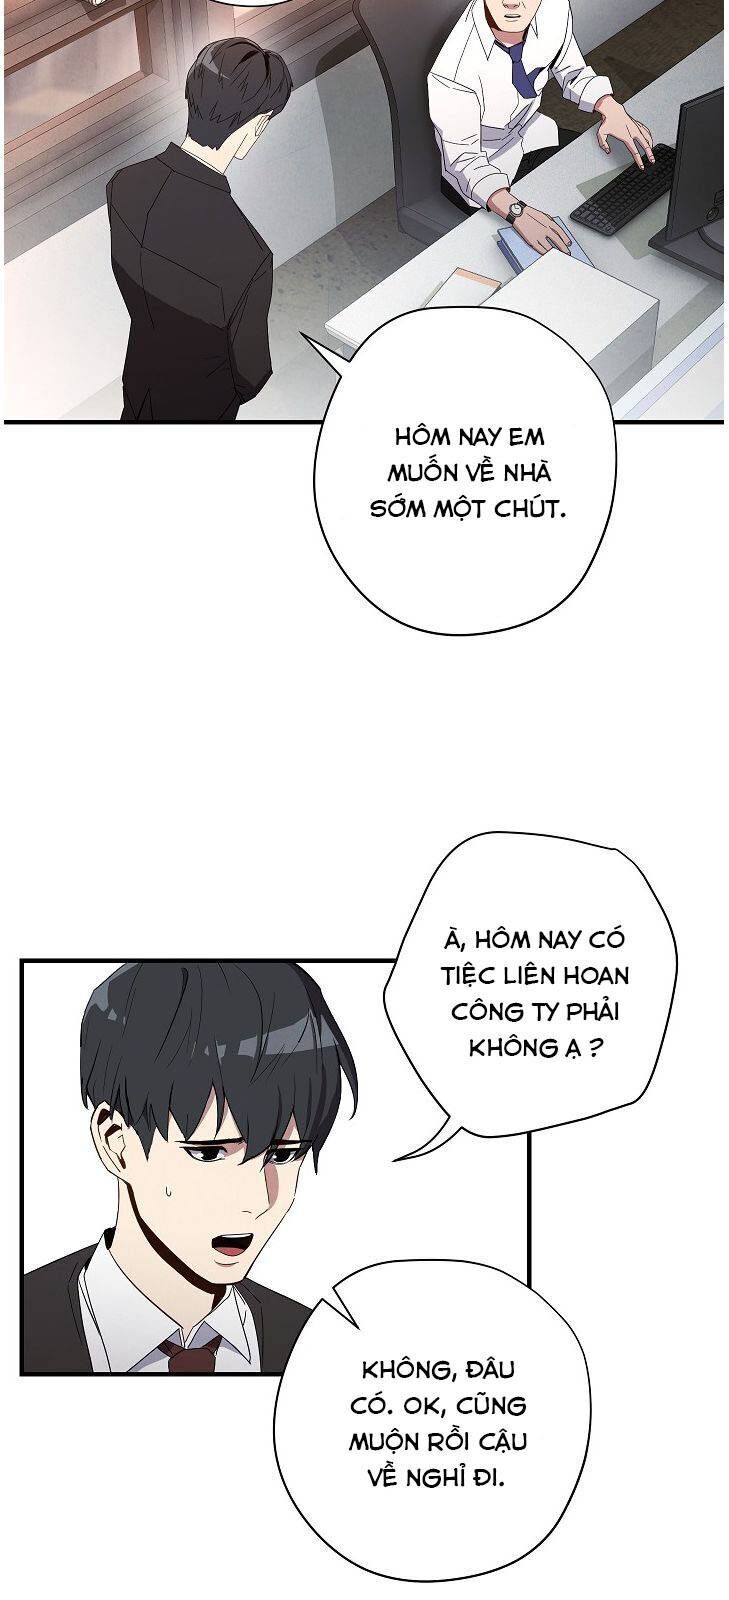 HÔM NAY EM
MUỐN VỀ NHÀ
SỚM MỘT CHÚT.
À, HÔM NAY CÓ
TIỆC LIÊN HOAN
CÔNG TY PHẢI
KHÔNG Ạ ?
KHÔNG, ĐÂU
CÓ. OK, CŨNG
MUỘN RỒI CẬU
VỀ NGHỈ ĐI.